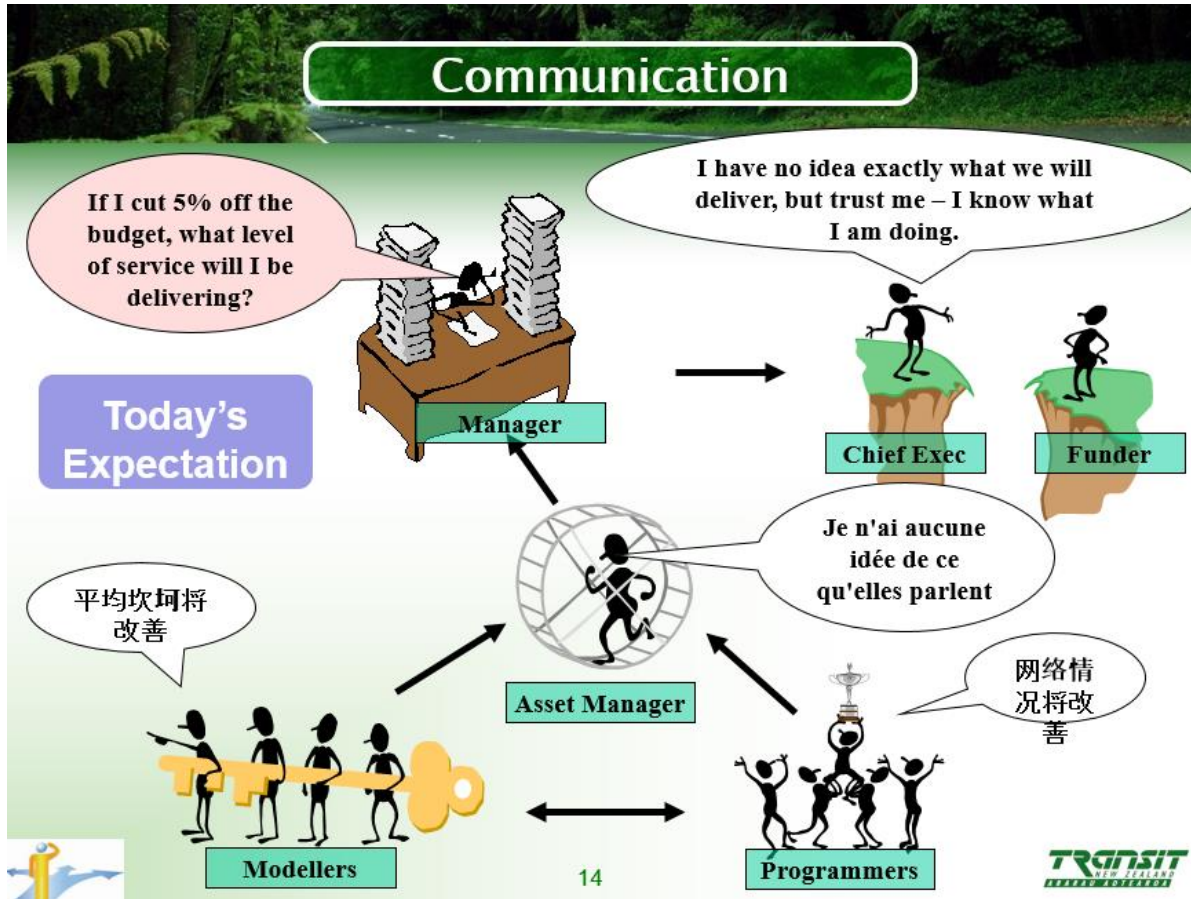 Communication
If I cut 5% off the
budget, what level
of service will I be
delivering?
I have no idea exactly what we will
deliver, but trust me – I know what
I am doing.
Today's
Expectation
Manager
Chief Exec
Funder
Je n'ai aucune
idée de ce
qu'elles parlent
平均坎坷将
改善
网络情
况将改
善
Asset Manager
Modellers
Programmers
14
TRANSIT
NEW ZEALAND
ARARAU AOTEAROA